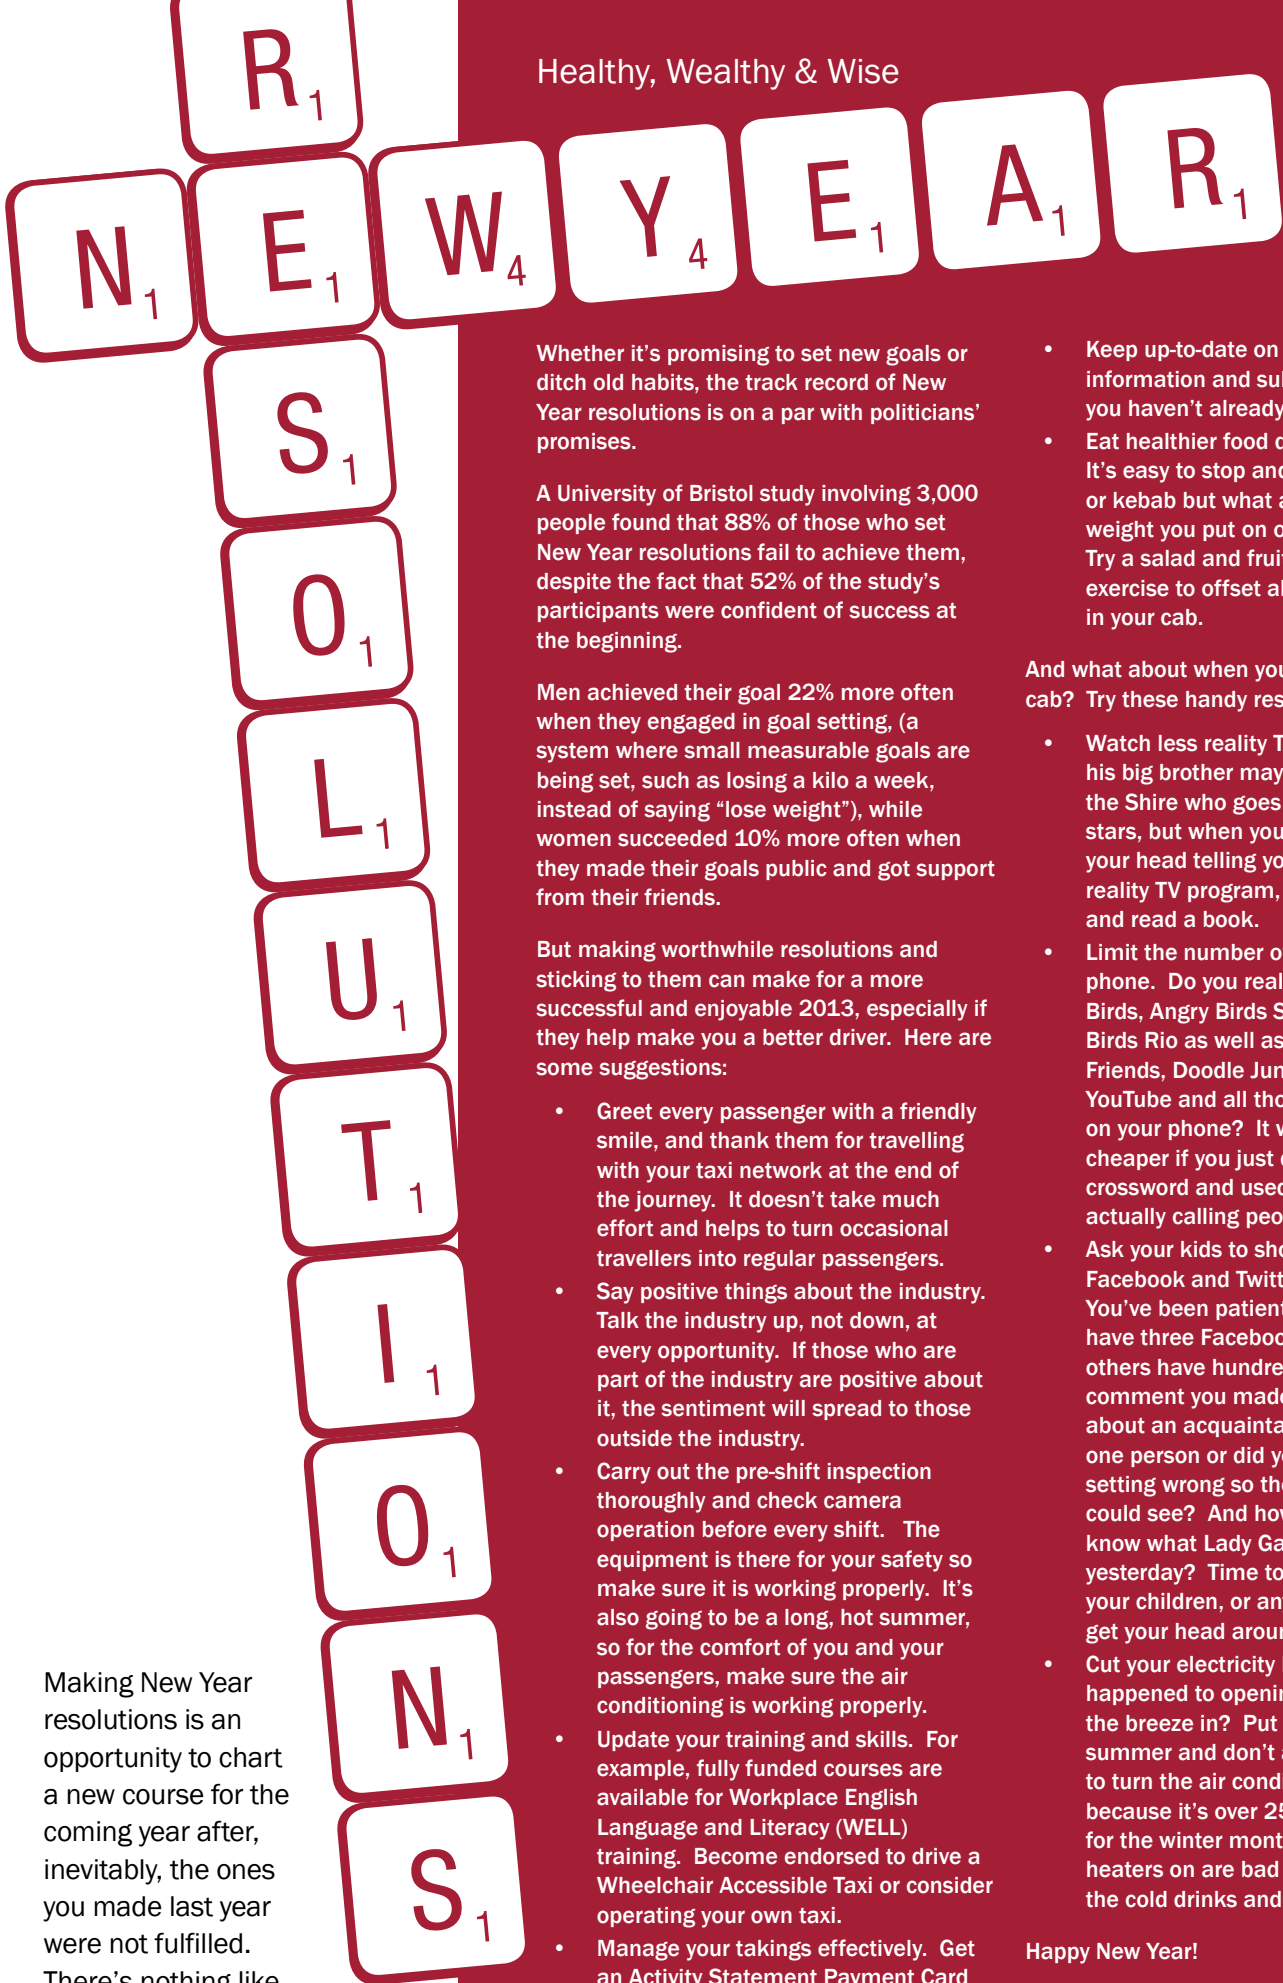 Healthy, Wealthy & Wise
R1
N1 E1 W4 Y4 E1 A1 R1
S1
O1
L1
U1
T1
I1
O1
N1
S1
Making New Year
resolutions is an
opportunity to chart
a new course for the
coming year after,
inevitably, the ones
you made last year
were not fulfilled.
There's nothing like
Whether it's promising to set new goals or
ditch old habits, the track record of New
Year resolutions is on a par with politicians'
promises.
A University of Bristol study involving 3,000
people found that 88% of those who set
New Year resolutions fail to achieve them,
despite the fact that 52% of the study's
participants were confident of success at
the beginning.
Men achieved their goal 22% more often
when they engaged in goal setting, (a
system where small measurable goals are
being set, such as losing a kilo a week,
instead of saying “lose weight”), while
women succeeded 10% more often when
they made their goals public and got support
from their friends.
But making worthwhile resolutions and
sticking to them can make for a more
successful and enjoyable 2013, especially if
they help make you a better driver. Here are
some suggestions:
• Greet every passenger with a friendly
smile, and thank them for travelling
with your taxi network at the end of
the journey. It doesn't take much
effort and helps to turn occasional
travellers into regular passengers.
• Say positive things about the industry.
Talk the industry up, not down, at
every opportunity. If those who are
part of the industry are positive about
it, the sentiment will spread to those
outside the industry.
• Carry out the pre-shift inspection
thoroughly and check camera
operation before every shift. The
equipment is there for your safety so
make sure it is working properly. It's
also going to be a long, hot summer,
so for the comfort of you and your
passengers, make sure the air
conditioning is working properly.
• Update your training and skills. For
example, fully funded courses are
available for Workplace English
Language and Literacy (WELL)
training. Become endorsed to drive a
Wheelchair Accessible Taxi or consider
operating your own taxi.
• Manage your takings effectively. Get
an Activity Statement Payment Card
• Keep up-to-date on
information and
you haven't already
• Eat healthier food
It's easy to stop
or kebab but what
weight you put on
Try a salad and
exercise to offset
in your cab.
And what about when
cab? Try these handy
• Watch less reality
his big brother may
the Shire who goes
stars, but when
your head telling
reality TV program,
and read a book.
• Limit the number
phone. Do you
Birds, Angry Birds
Birds Rio as well as
Friends, Doodle
YouTube and all
on your phone? It
cheaper if you just
crossword and
actually calling
• Ask your kids to
Facebook and
You've been
have three
others have
comment you
about an
one person or did
setting wrong so
could see? And
know what Lady
yesterday? Time to
your children, or
get your head
• Cut your electricity
happened to
the breeze in? Put
summer and don't
to turn the air
because it's over
for the winter
heaters on are bad
the cold drinks and
Happy New Year!